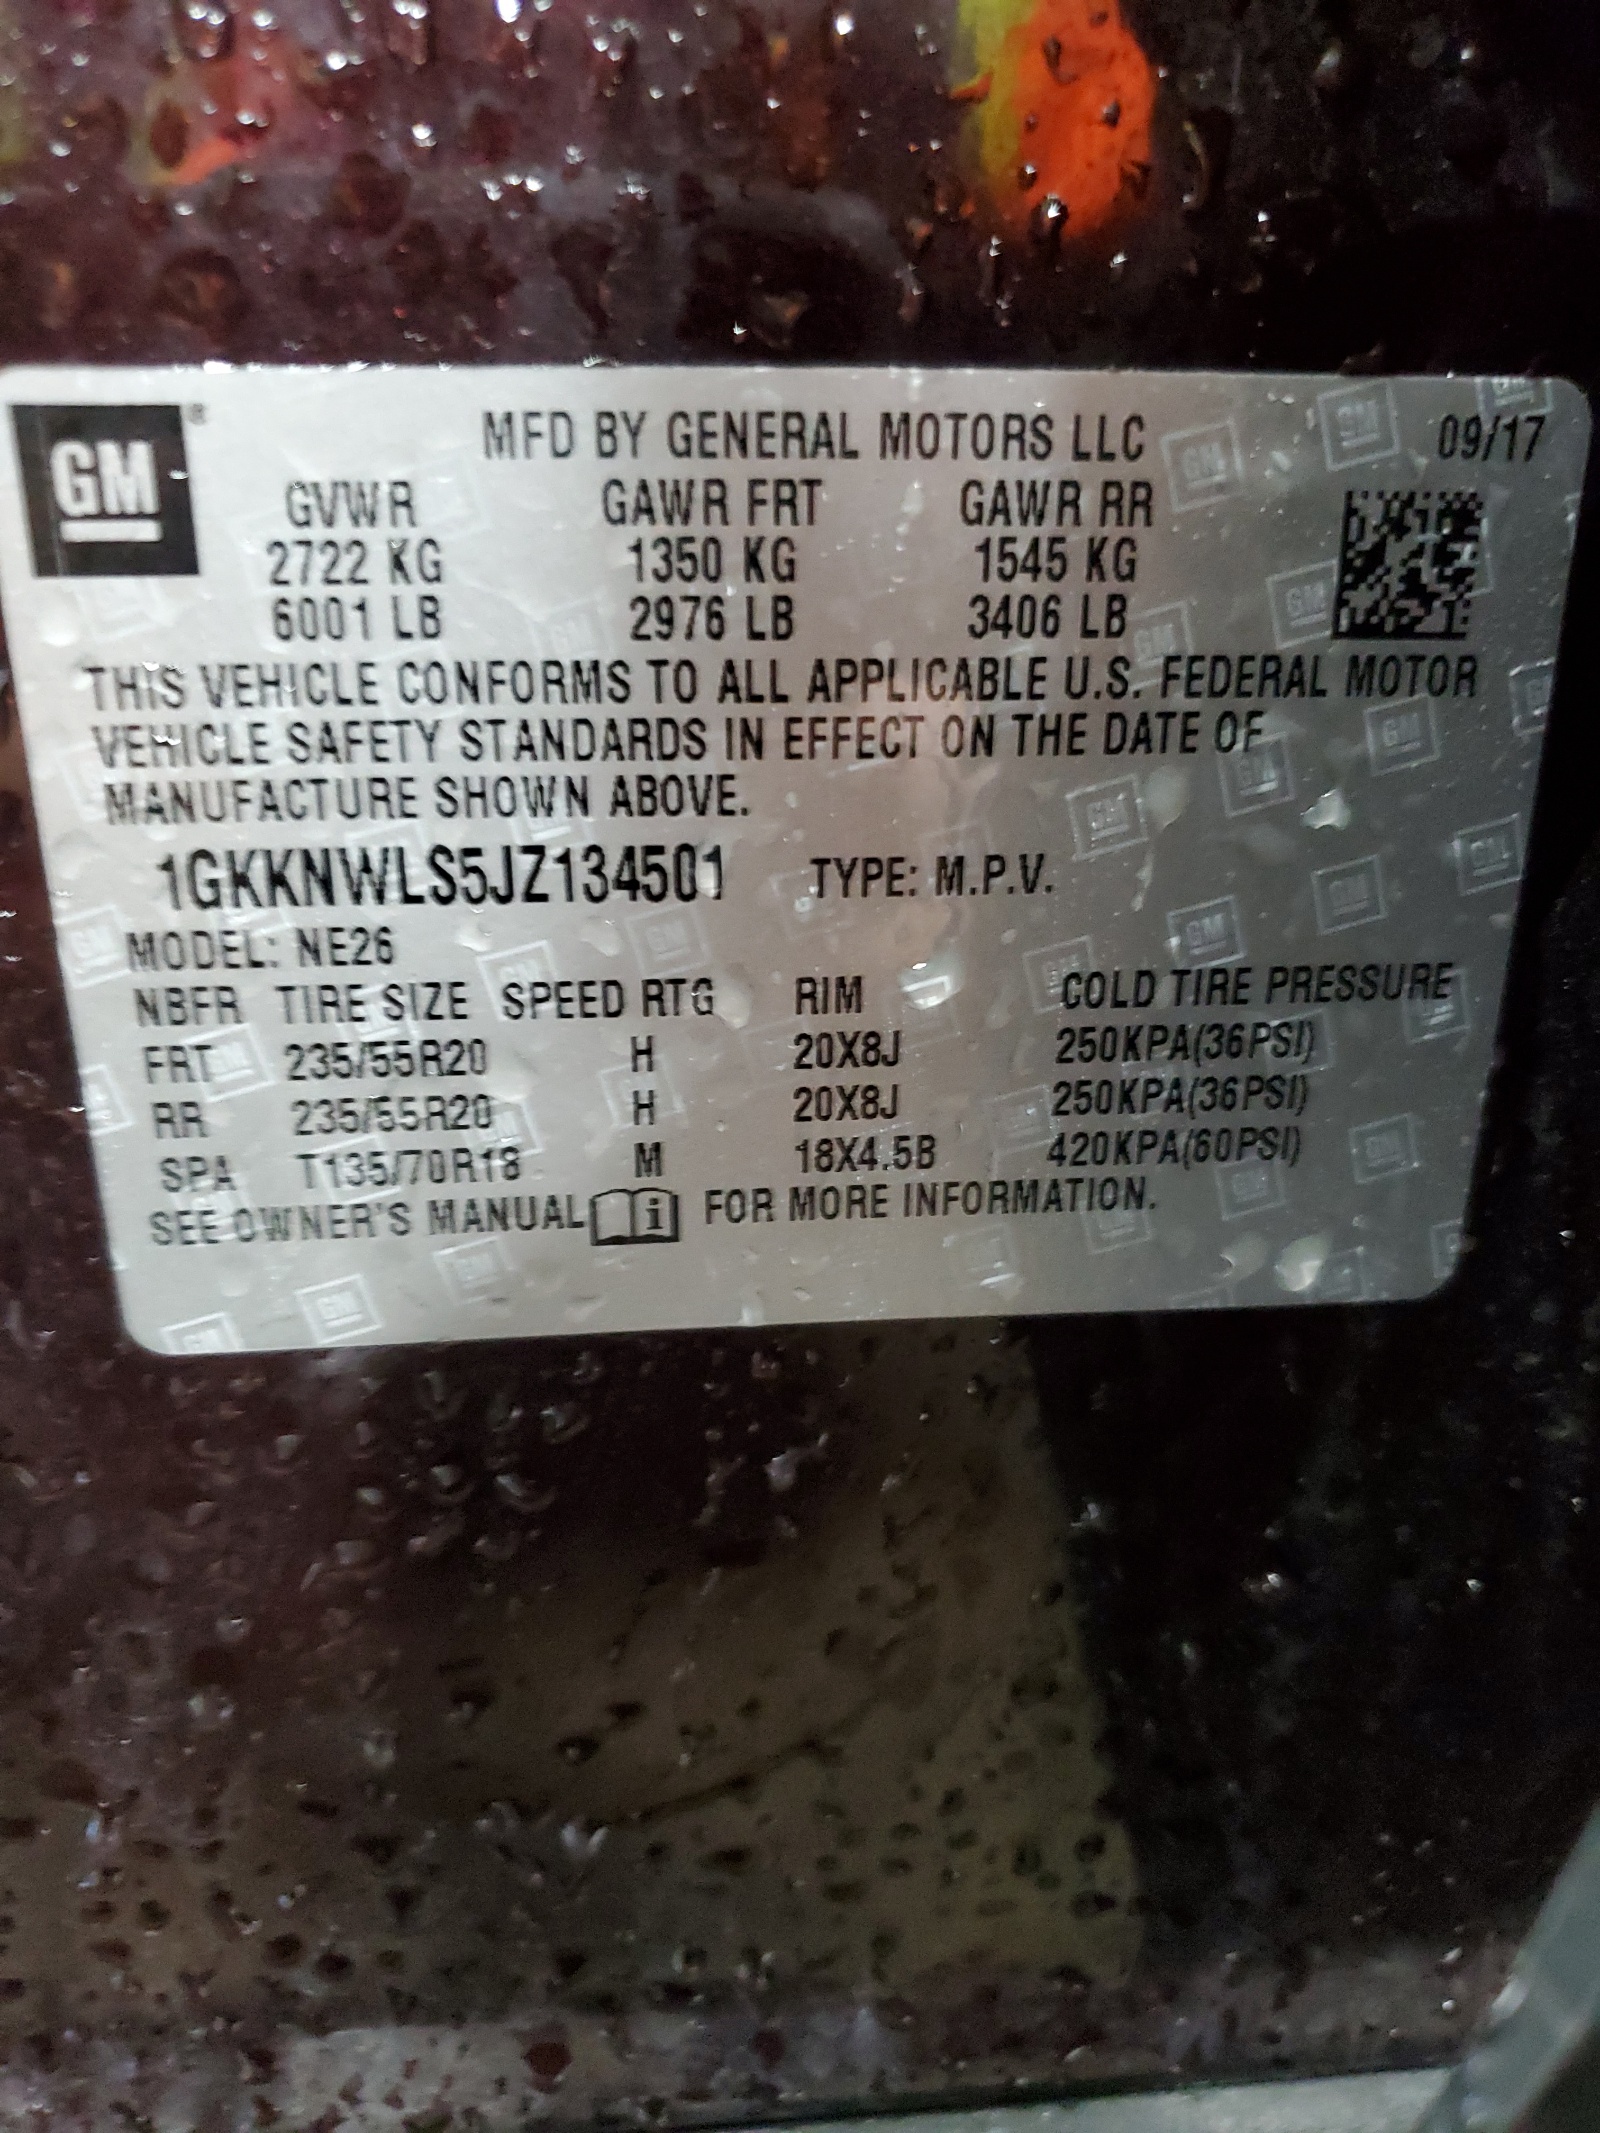 GM ®
MFD BY GENERAL MOTORS LLC 09/17
GVWR GAWR FRT GAWR RR
2722 KG 1350 KG 1545 KG
6001 LB 2976 LB 3406 LB
THIS VEHICLE CONFORMS TO ALL APPLICABLE U.S. FEDERAL MOTOR
VEHICLE SAFETY STANDARDS IN EFFECT ON THE DATE OF
MANUFACTURE SHOWN ABOVE.
1GKKNWLS5JZ134501 TYPE: M.P.V.
MODEL: NE26
NBFR TIRE SIZE SPEED RTG RIM COLD TIRE PRESSURE
FRT 235/55R20 H 20X8J 250KPA(36PSI)
RR 235/55R20 H 20X8J 250KPA(36PSI)
SPA T135/70R18 M 18X4.5B 420KPA(60PSI)
SEE OWNER'S MANUAL i FOR MORE INFORMATION.